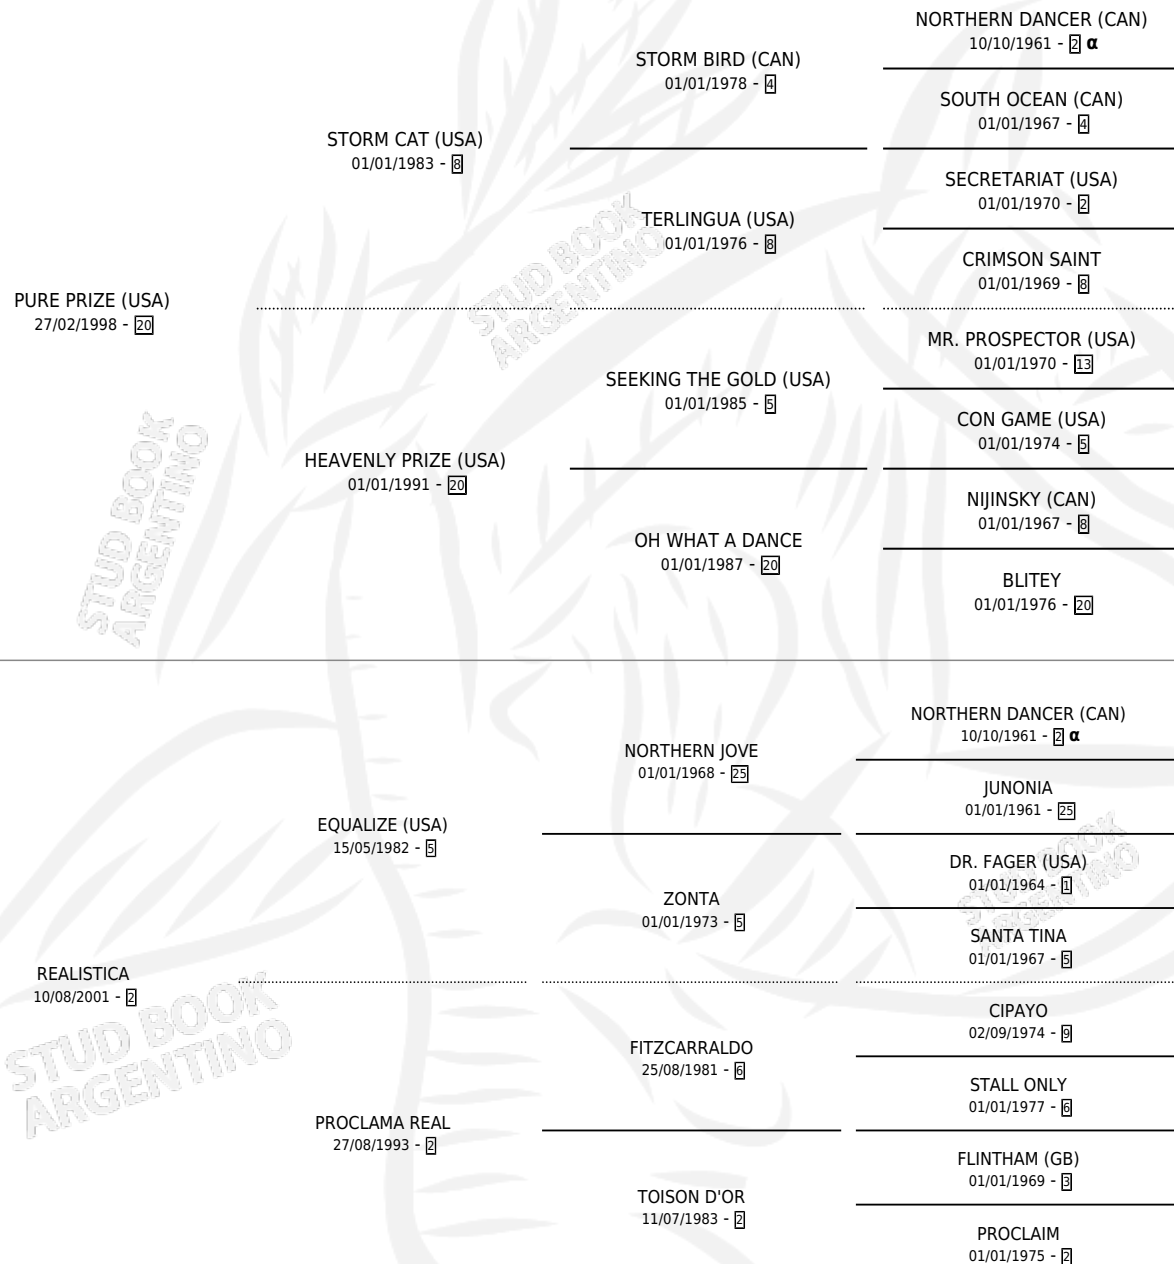 NORTHERN DANCER (CAN)
10/10/1961 - 2 α
STORM BIRD (CAN)
01/01/1978 - 4
SOUTH OCEAN (CAN)
01/01/1967 - 4
STORM CAT (USA)
01/01/1983 - 8
SECRETARIAT (USA)
01/01/1970 - 2
TERLINGUA (USA)
01/01/1976 - 8
CRIMSON SAINT
01/01/1969 - 8
PURE PRIZE (USA)
27/02/1998 - 20
MR. PROSPECTOR (USA)
01/01/1970 - 13
SEEKING THE GOLD (USA)
01/01/1985 - 5
CON GAME (USA)
01/01/1974 - 5
HEAVENLY PRIZE (USA)
01/01/1991 - 20
NIJINSKY (CAN)
01/01/1967 - 8
OH WHAT A DANCE
01/01/1987 - 20
BLITEY
01/01/1976 - 20
NORTHERN DANCER (CAN)
10/10/1961 - 2 α
NORTHERN JOVE
01/01/1968 - 25
JUNONIA
01/01/1961 - 25
EQUALIZE (USA)
15/05/1982 - 5
DR. FAGER (USA)
01/01/1964 - 1
ZONTA
01/01/1973 - 5
SANTA TINA
01/01/1967 - 5
REALISTICA
10/08/2001 - 2
CIPAYO
02/09/1974 - 9
FITZCARRALDO
25/08/1981 - 6
STALL ONLY
01/01/1977 - 6
PROCLAMA REAL
27/08/1993 - 2
FLINTHAM (GB)
01/01/1969 - 3
TOISON D'OR
11/07/1983 - 2
PROCLAIM
01/01/1975 - 2
STUD BOOK
ARGENTINO
STUD BOOK
ARGENTINO
STUD BOOK
ARGENTINO
STUD BOOK
ARGENTINO